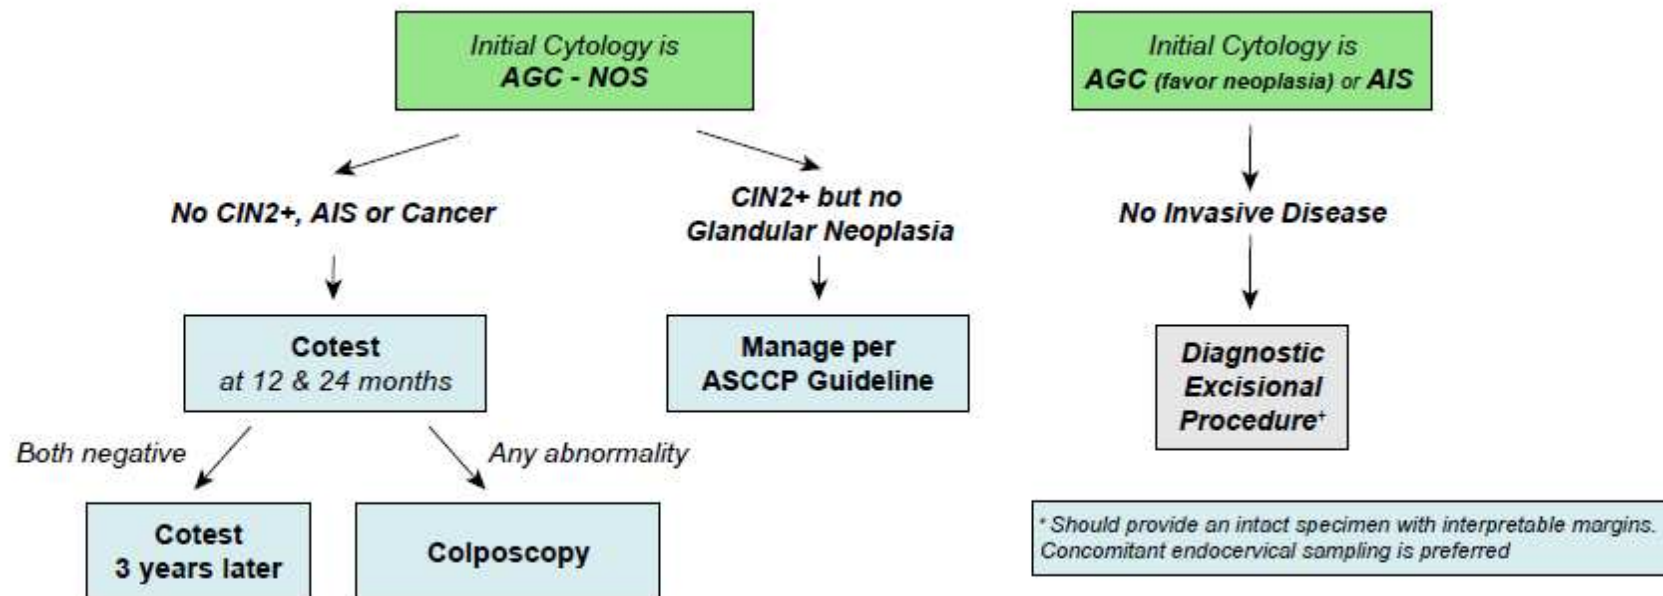 Initial Cytology is
AGC - NOS
Initial Cytology is
AGC (favor neoplasia) or AIS
No CIN2+, AIS or Cancer
CIN2+ but no
Glandular Neoplasia
No Invasive Disease
Cotest
at 12 & 24 months
Manage per
ASCCP Guideline
Diagnostic
Excisional
Procedure+
Both negative
Any abnormality
Cotest
3 years later
Colposcopy
+ Should provide an intact specimen with interpretable margins.
Concomitant endocervical sampling is preferred